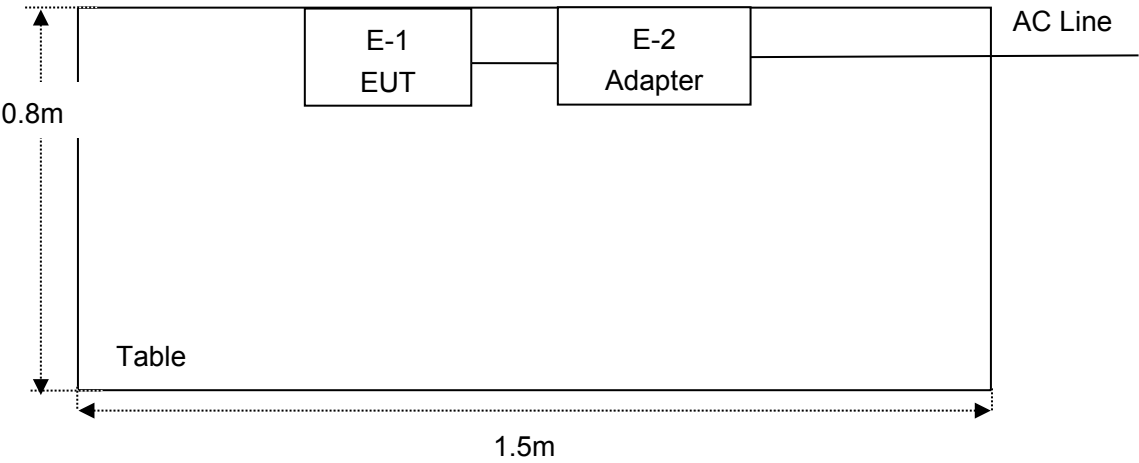 AC Line
E-1
EUT
E-2
Adapter
0.8m
Table
1.5m